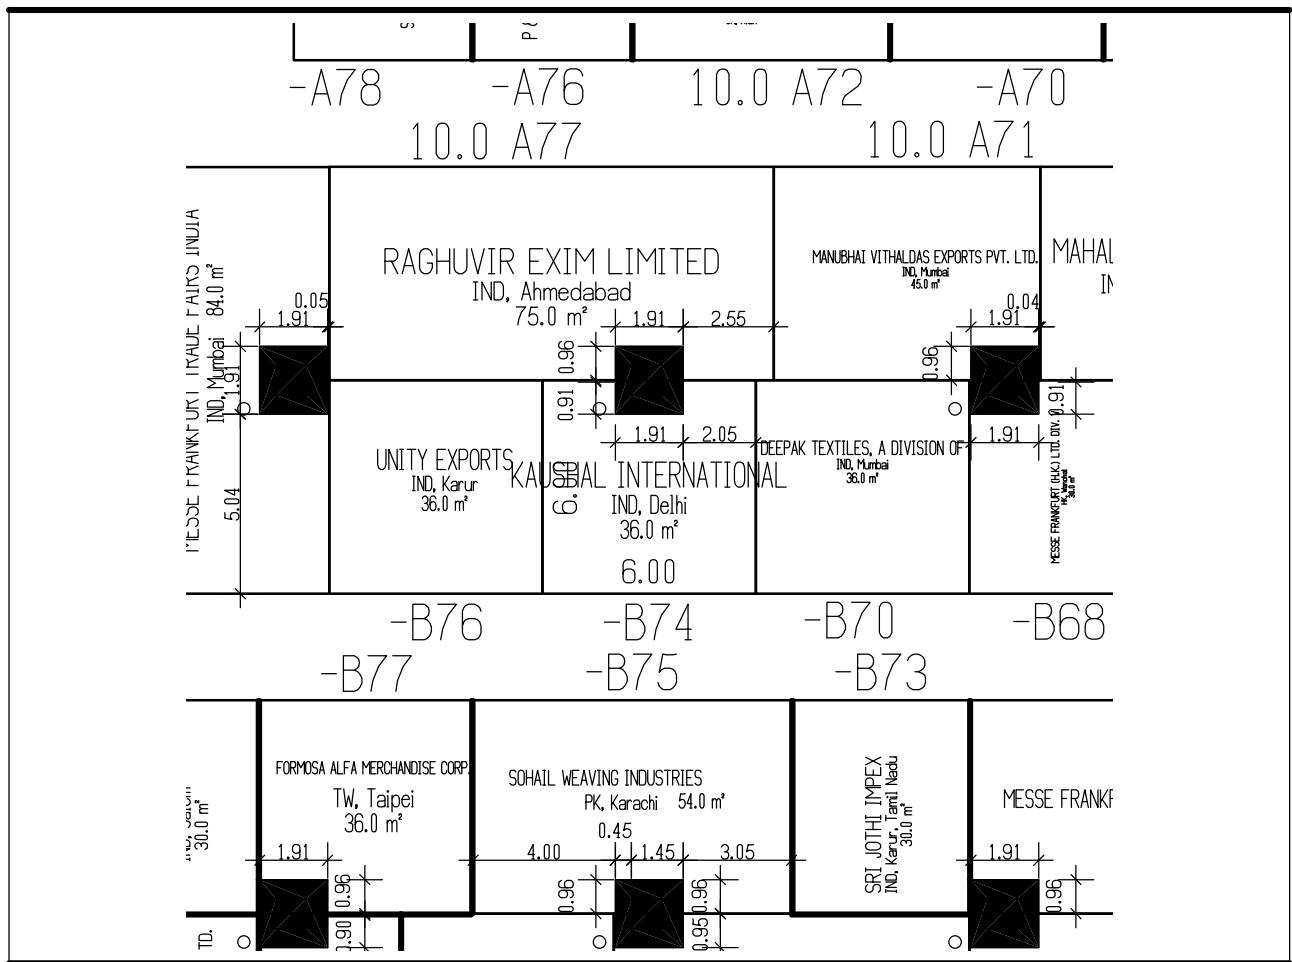 -A78
-A76
10.0 A72
-A70
10.0 A77
10.0 A71
MESSE FRANKFURT TRADE FAIRS INDIA
IND, Mumbai 84.0 m²
RAGHUVIR EXIM LIMITED
IND, Ahmedabad
75.0 m²
MANUBHAI VITHALDAS EXPORTS PVT. LTD.
IND, Mumbai
45.0 m²
MAHAL
IN
0.05
1.91
1.91
2.55
0.04
1.91
1.91
0.96
0.96
0.91
0.91
1.91
2.05
1.91
5.04
UNITY EXPORTS
IND, Karur
36.0 m²
6.00
KAUSHAL INTERNATIONAL
IND, Delhi
36.0 m²
6.00
DEEPAK TEXTILES, A DIVISION OF
IND, Mumbai
36.0 m²
MESSE FRANKFURT (H.K.) LTD. DIV.
30.0 m²
-B76
-B74
-B70
-B68
-B77
-B75
-B73
30.0 m²
FORMOSA ALFA MERCHANDISE CORP.
TW, Taipei
36.0 m²
SOHAIL WEAVING INDUSTRIES
PK, Karachi 54.0 m²
SRI JOTHI IMPEX
IND, Karur, Tamil Nadu
30.0 m²
MESSE FRANKF
1.91
4.00
0.45
1.45
3.05
1.91
0.96
0.90
0.96
0.96
0.95
0.96
TD.